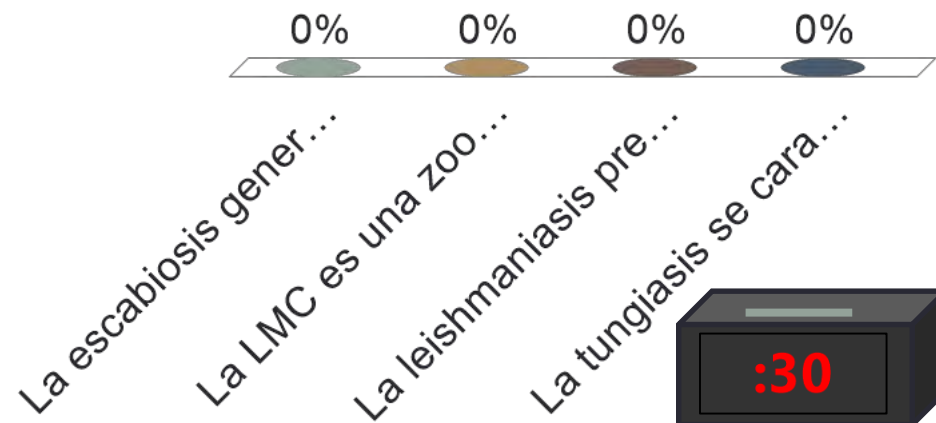 0% 0% 0% 0%
La escabiosis gener...
La LMC es una zoo...
La leishmaniasis pre...
La tungiasis se cara...
:30